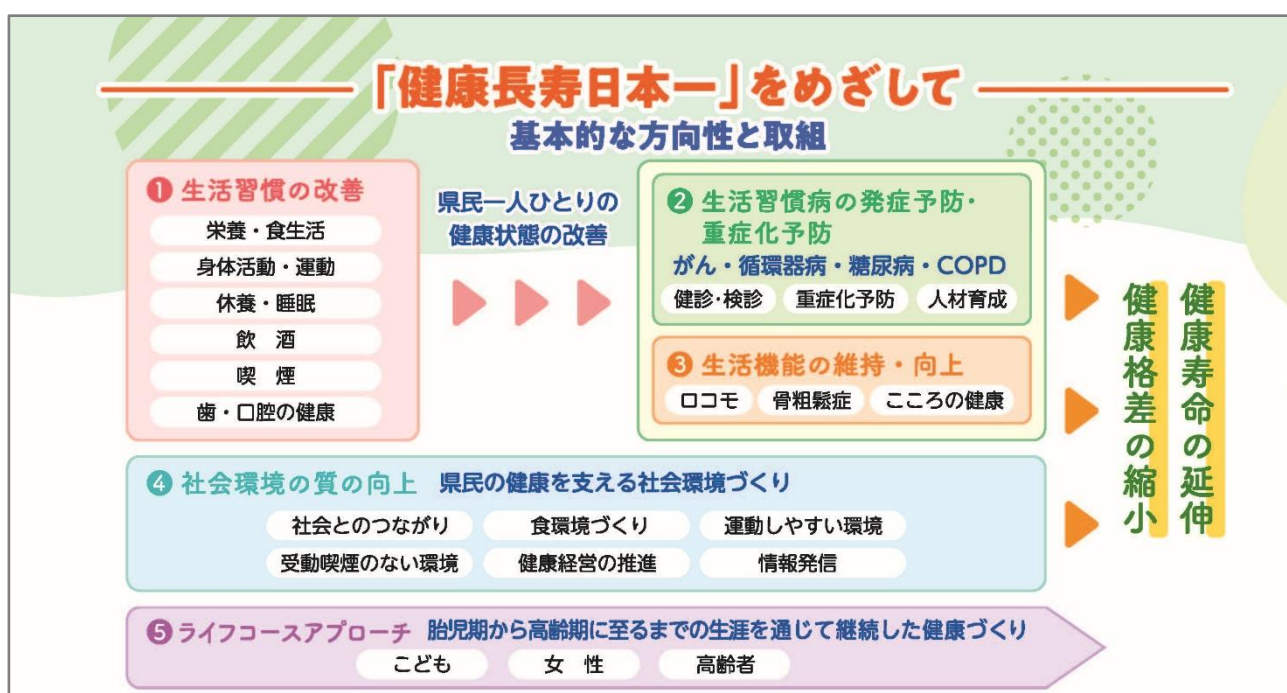 「健康長寿日本一」をめざして
基本的な方向性と取組
❶ 生活習慣の改善
栄養・食生活
身体活動・運動
休養・睡眠
飲 酒
喫 煙
歯・口腔の健康
県民一人ひとりの
健康状態の改善
❷ 生活習慣病の発症予防・
重症化予防
がん・循環器病・糖尿病・COPD
健診・検診 重症化予防 人材育成
❸ 生活機能の維持・向上
ロコモ 骨粗鬆症 こころの健康
❹ 社会環境の質の向上 県民の健康を支える社会環境づくり
社会とのつながり 食環境づくり 運動しやすい環境
受動喫煙のない環境 健康経営の推進 情報発信
❺ ライフコースアプローチ 胎児期から高齢期に至るまでの生涯を通じて継続した健康づくり
こども 女 性 高齢者
健康寿命の延伸
健康格差の縮小